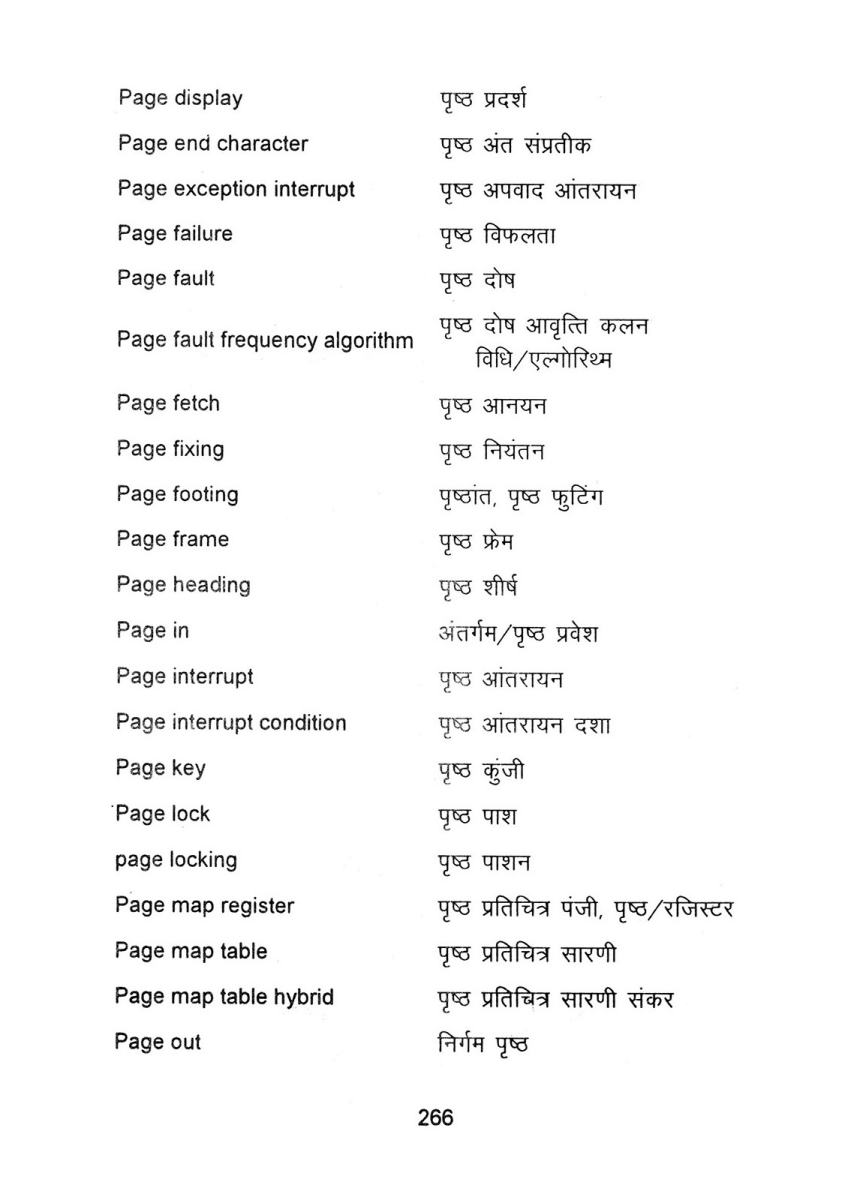 Page display पृष्ठ प्रदर्श
Page end character पृष्ठ अंत संप्रतीक
Page exception interrupt पृष्ठ अपवाद आंतरायन
Page failure पृष्ठ विफलता
Page fault पृष्ठ दोष
Page fault frequency algorithm पृष्ठ दोष आवृत्ति कलन
विधि/एल्गोरिथ्म
Page fetch पृष्ठ आनयन
Page fixing पृष्ठ नियंतन
Page footing पृष्ठांत, पृष्ठ फुटिंग
Page frame पृष्ठ फ्रेम
Page heading पृष्ठ शीर्ष
Page in अंतर्गम/पृष्ठ प्रवेश
Page interrupt पृष्ठ आंतरायन
Page interrupt condition पृष्ठ आंतरायन दशा
Page key पृष्ठ कुंजी
Page lock पृष्ठ पाश
page locking पृष्ठ पाशन
Page map register पृष्ठ प्रतिचित्र पंजी, पृष्ठ/रजिस्टर
Page map table पृष्ठ प्रतिचित्र सारणी
Page map table hybrid पृष्ठ प्रतिचित्र सारणी संकर
Page out निर्गम पृष्ठ
266